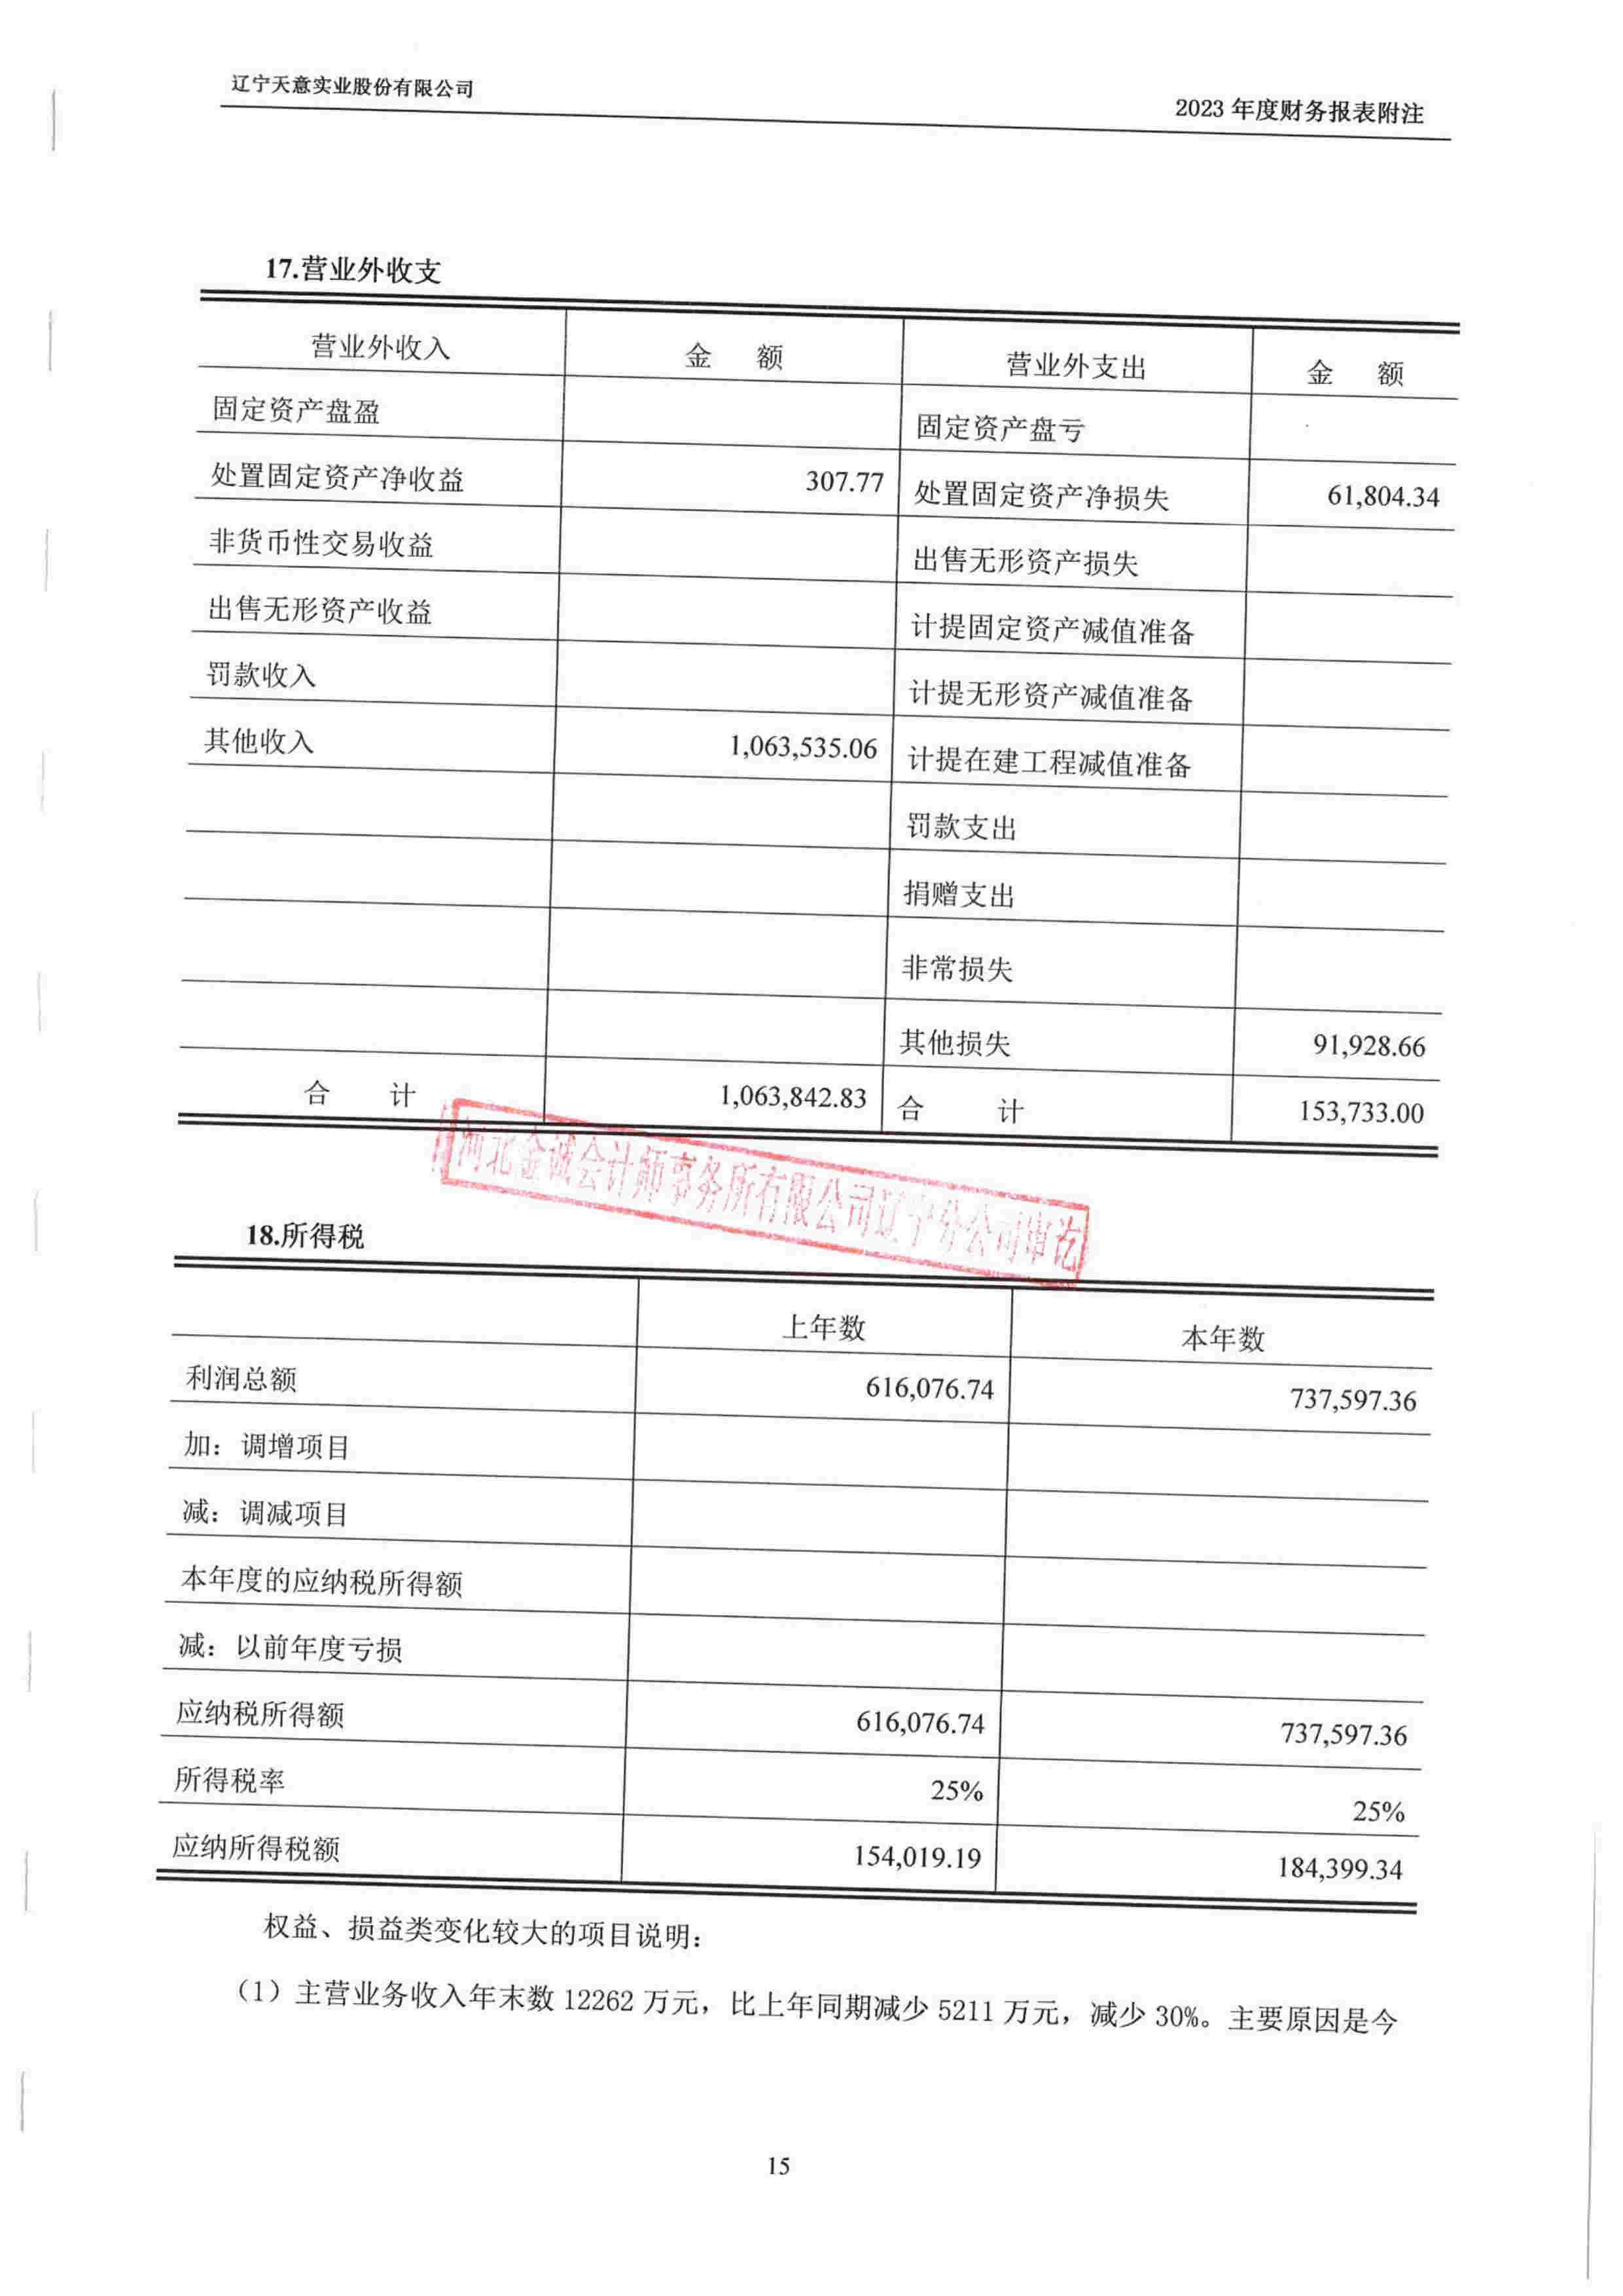 辽宁天意实业股份有限公司
2023 年度财务报表附注
17.营业外收支
营业外收入 金 额 营业外支出 金 额
固定资产盘盈 固定资产盘亏
处置固定资产净收益 307.77 处置固定资产净损失 61,804.34
非货币性交易收益 出售无形资产损失
出售无形资产收益 计提固定资产减值准备
罚款收入 计提无形资产减值准备
其他收入 1,063,535.06 计提在建工程减值准备
罚款支出
捐赠支出
非常损失
其他损失 91,928.66
合 计 1,063,842.83 合 计 153,733.00
河北金诚会计师事务所有限公司辽宁分公司审讫
18.所得税
上年数 本年数
利润总额 616,076.74 737,597.36
加：调增项目
减：调减项目
本年度的应纳税所得额
减：以前年度亏损
应纳税所得额 616,076.74 737,597.36
所得税率 25% 25%
应纳所得税额 154,019.19 184,399.34
权益、损益类变化较大的项目说明：
（1）主营业务收入年末数 12262 万元，比上年同期减少 5211 万元，减少 30%。主要原因是今
15